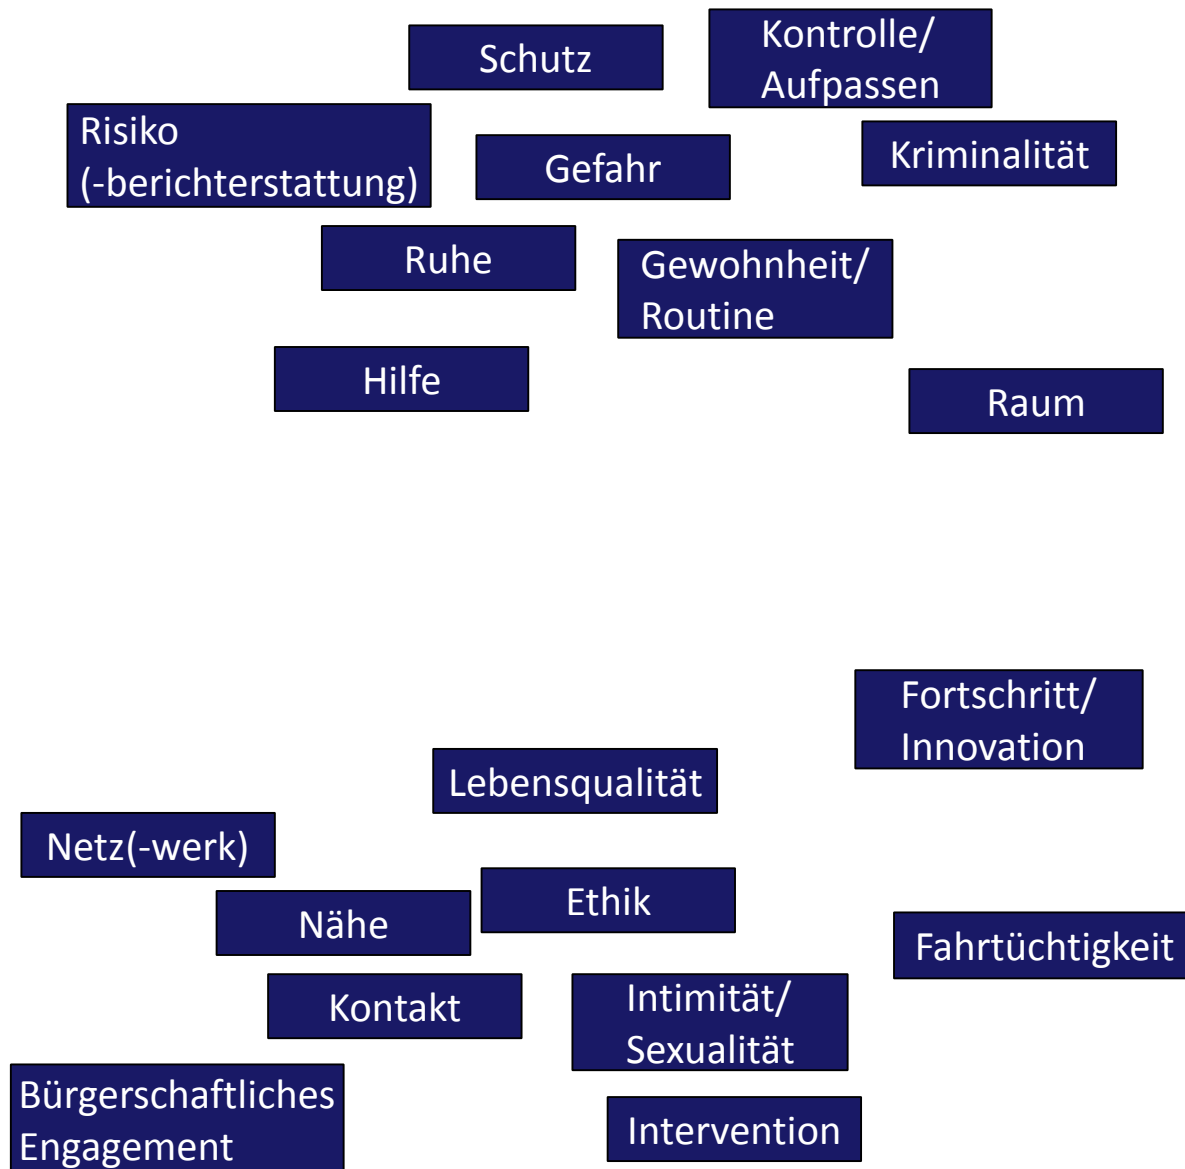 Schutz
Kontrolle/
Aufpassen
Risiko
(-berichterstattung)
Gefahr
Kriminalität
Ruhe
Gewohnheit/
Routine
Hilfe
Raum
Fortschritt/
Innovation
Lebensqualität
Netz(-werk)
Nähe
Ethik
Fahrtüchtigkeit
Kontakt
Intimität/
Sexualität
Bürgerschaftliches
Engagement
Intervention